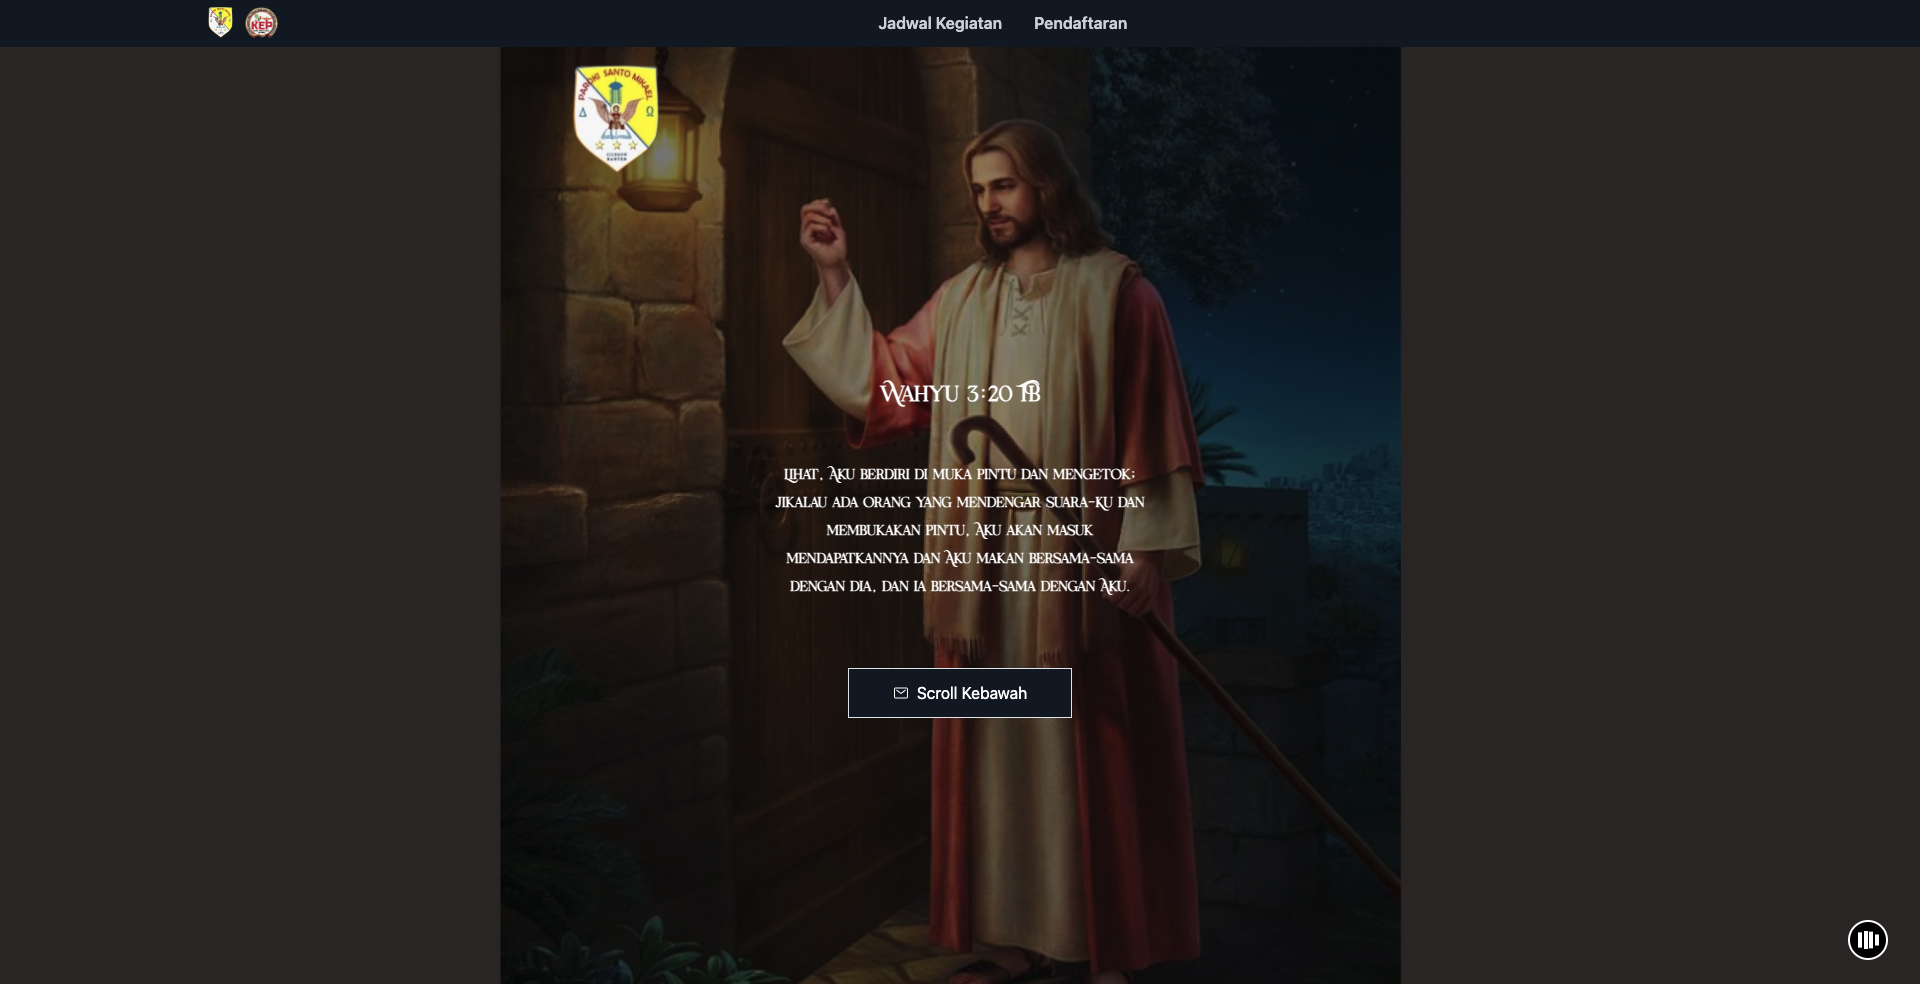 KEP
Jadwal Kegiatan
Pendaftaran
PAROKI SANTO MIKAEL
Δ Ω
CILEGON
BANTEN
Wahyu 3:20 TB
Lihat, Aku berdiri di muka pintu dan mengetok;
jikalau ada orang yang mendengar suara-Ku dan
membukakan pintu, Aku akan masuk
mendapatkannya dan Aku makan bersama-sama
dengan dia, dan ia bersama-sama dengan Aku.
Scroll Kebawah